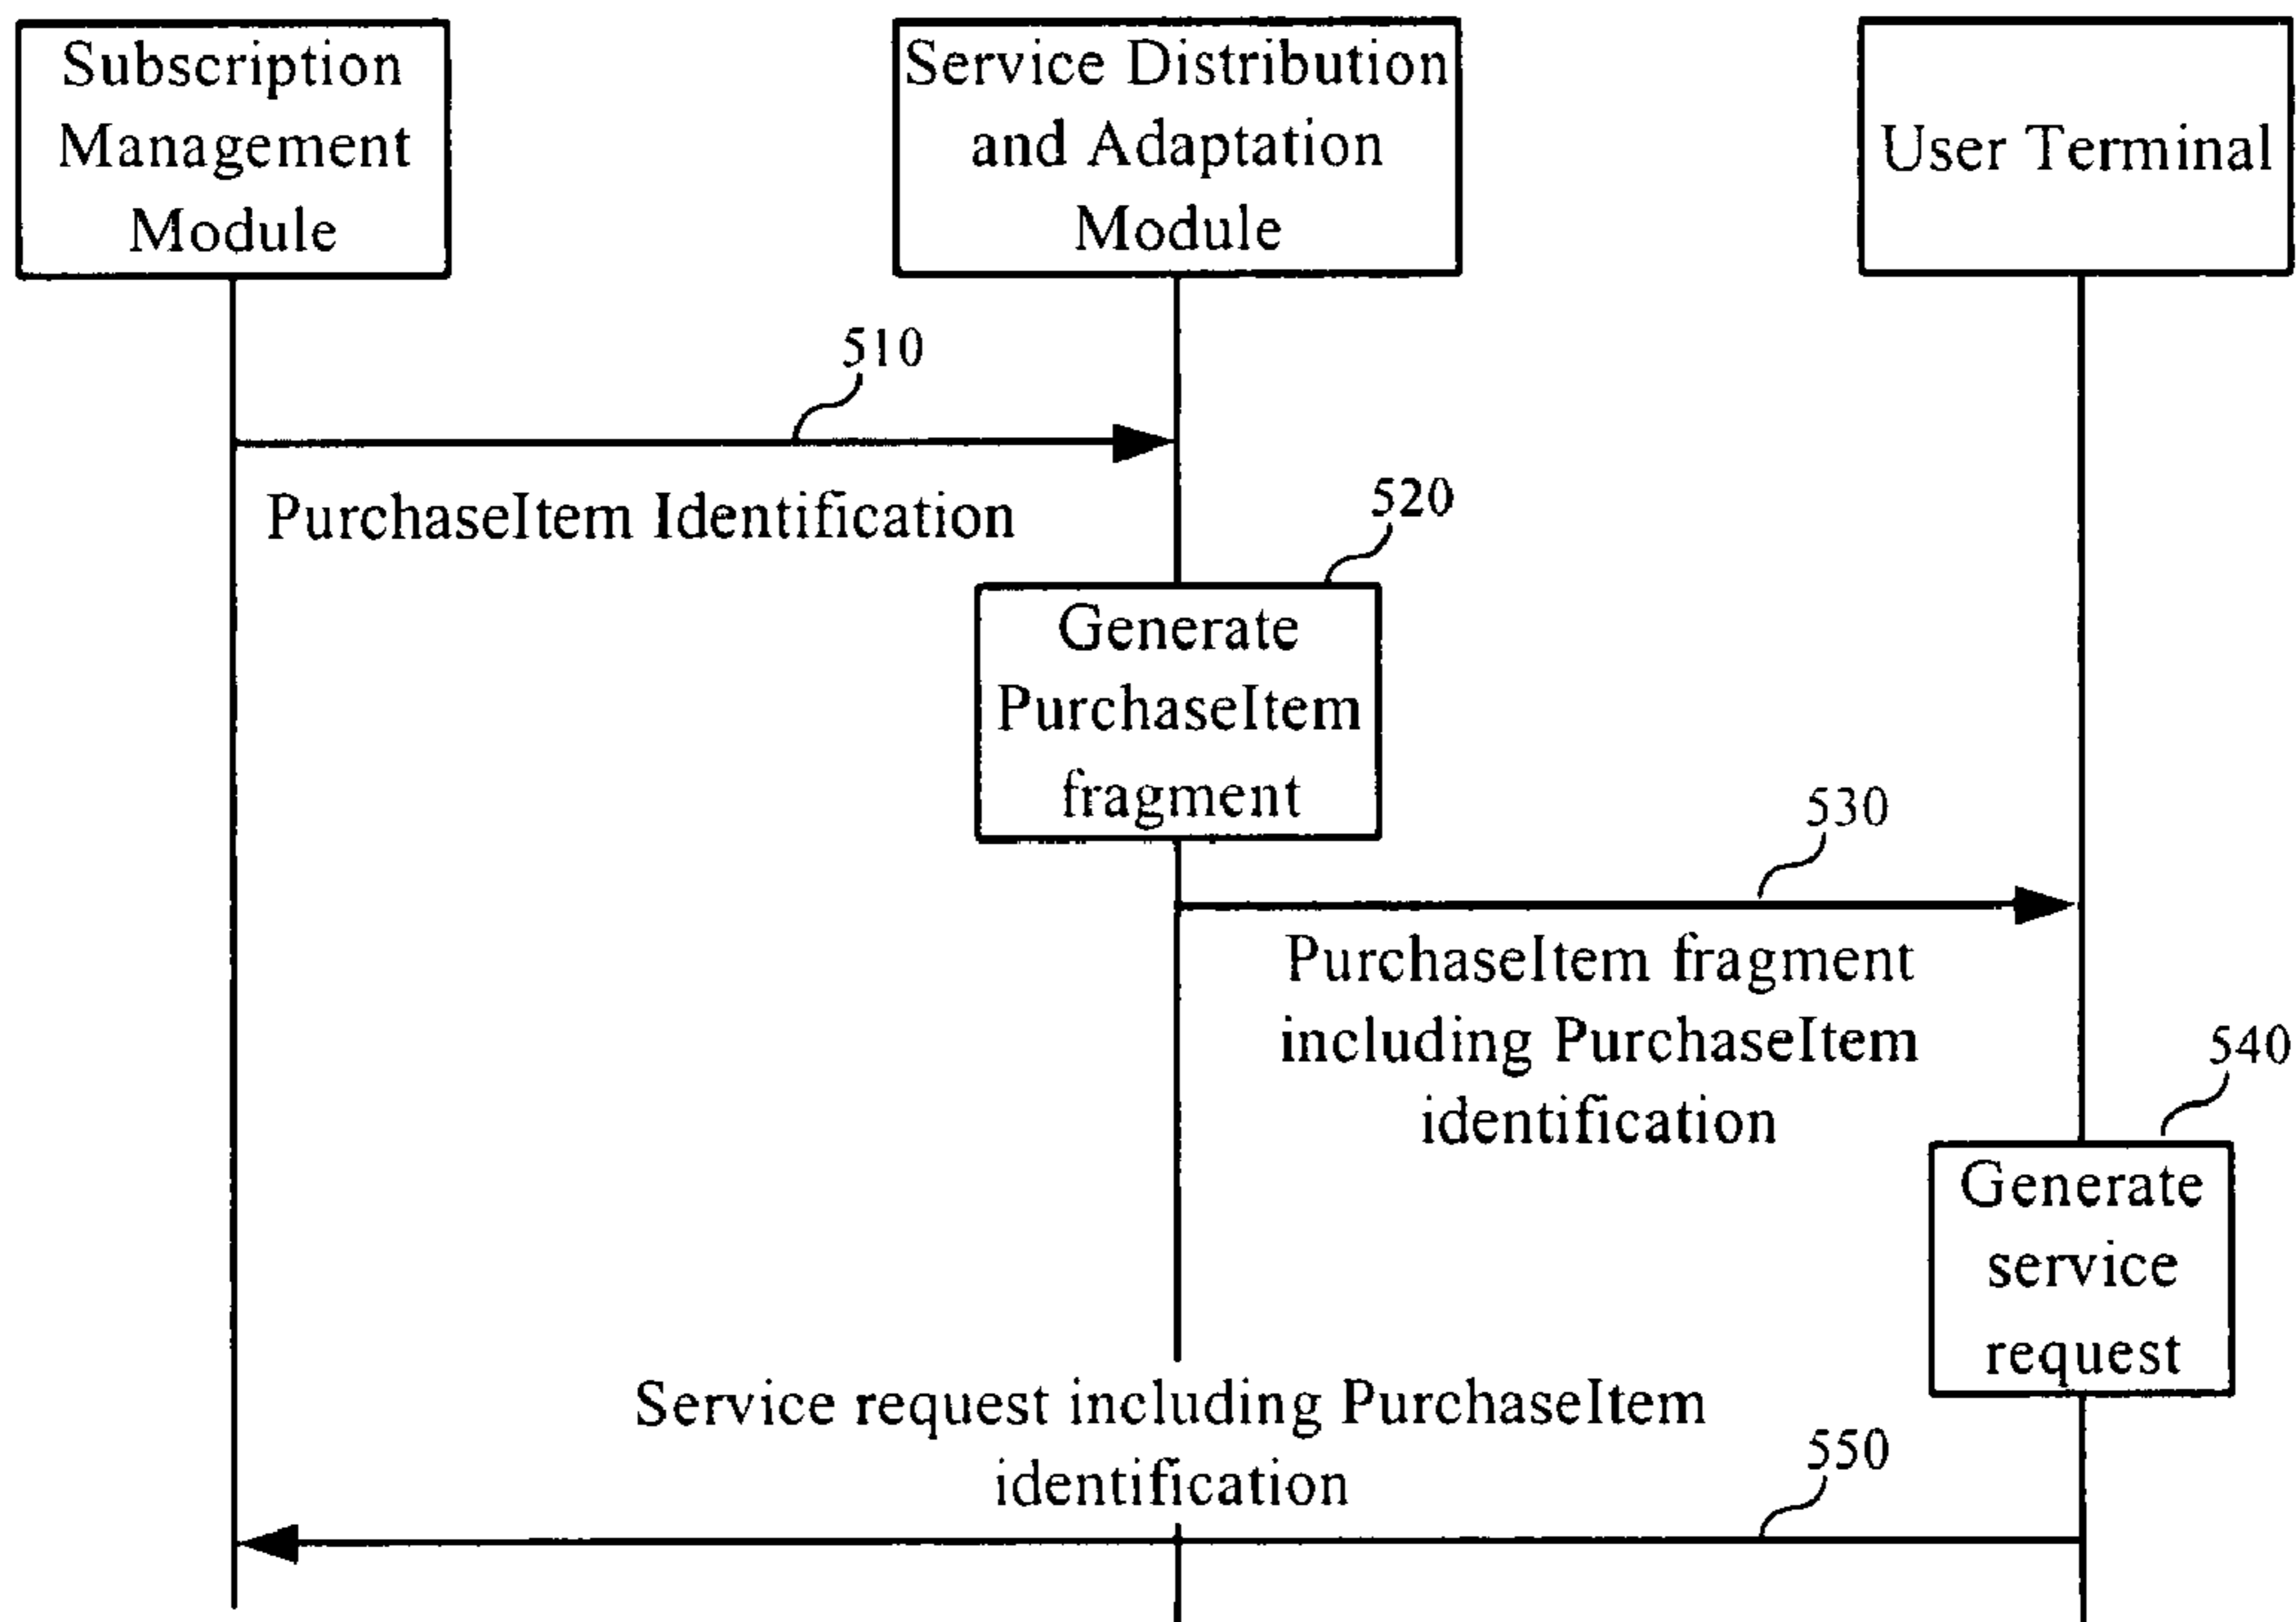 Subscription
Management
Module
Service Distribution
and Adaptation
Module
User Terminal
510
PurchaseItem Identification
520
Generate
PurchaseItem
fragment
530
PurchaseItem fragment
including PurchaseItem
identification
540
Generate
service
request
Service request including PurchaseItem
identification
550